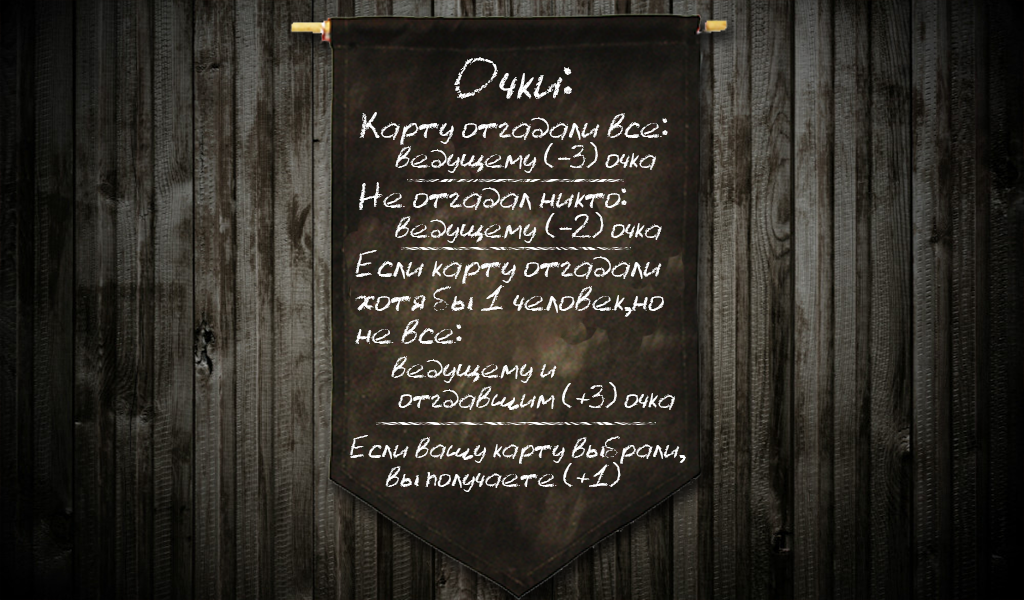 Очки:
Карту отгадали все:
ведущему (-3) очка
Не отгадал никто:
ведущему (-2) очка
Если карту отгадали
хотя бы 1 человек,но
не все:
ведущему и
отгдавшим (+3) очка
Если вашу карту выбрали,
вы получаете (+1)